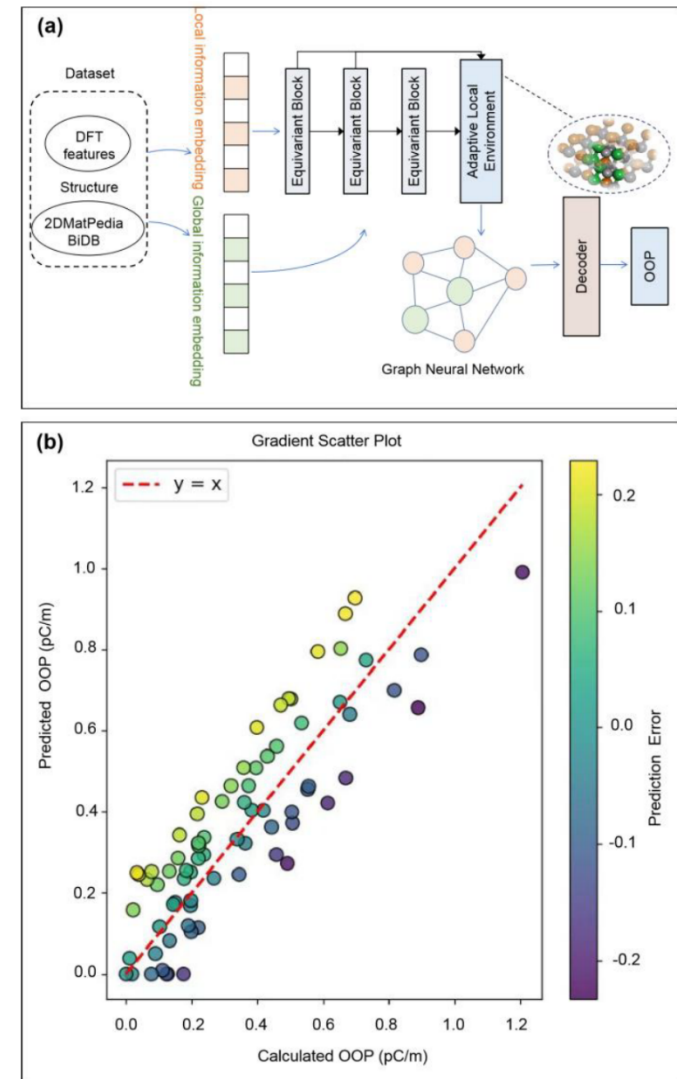 (a)
Dataset
DFT
features
Structure
2DMatPedia
BiDB
Local information embedding
Global information embedding
Equivariant Block
Equivariant Block
Equivariant Block
Adaptive Local
Environment
Graph Neural Network
Decoder
OOP
(b)
Gradient Scatter Plot
y = x
Predicted OOP (pC/m)
1.2
1.0
0.8
0.6
0.4
0.2
0.0
0.0
0.2
0.4
0.6
0.8
1.0
1.2
Calculated OOP (pC/m)
0.2
0.1
0.0
-0.1
-0.2
Prediction Error